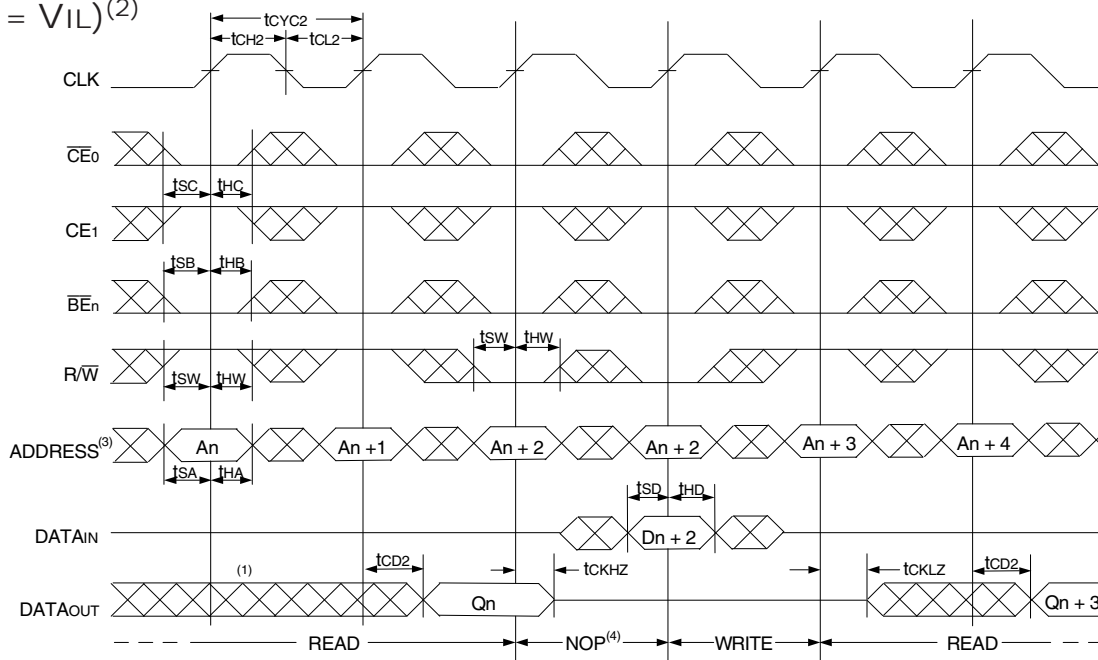 = VIL)(2)
tCYC2
tCH2 tCL2
CLK
CE0
tSC tHC
CE1
tSB tHB
BEn
tSW tHW
R/W
tSW tHW
ADDRESS(3) An An +1 An + 2 An + 2 An + 3 An + 4
tSA tHA
tSD tHD
DATAIN Dn + 2
tCD2 tCKHZ tCKLZ tCD2
(1)
DATAOUT Qn Qn + 3
READ NOP(4) WRITE READ